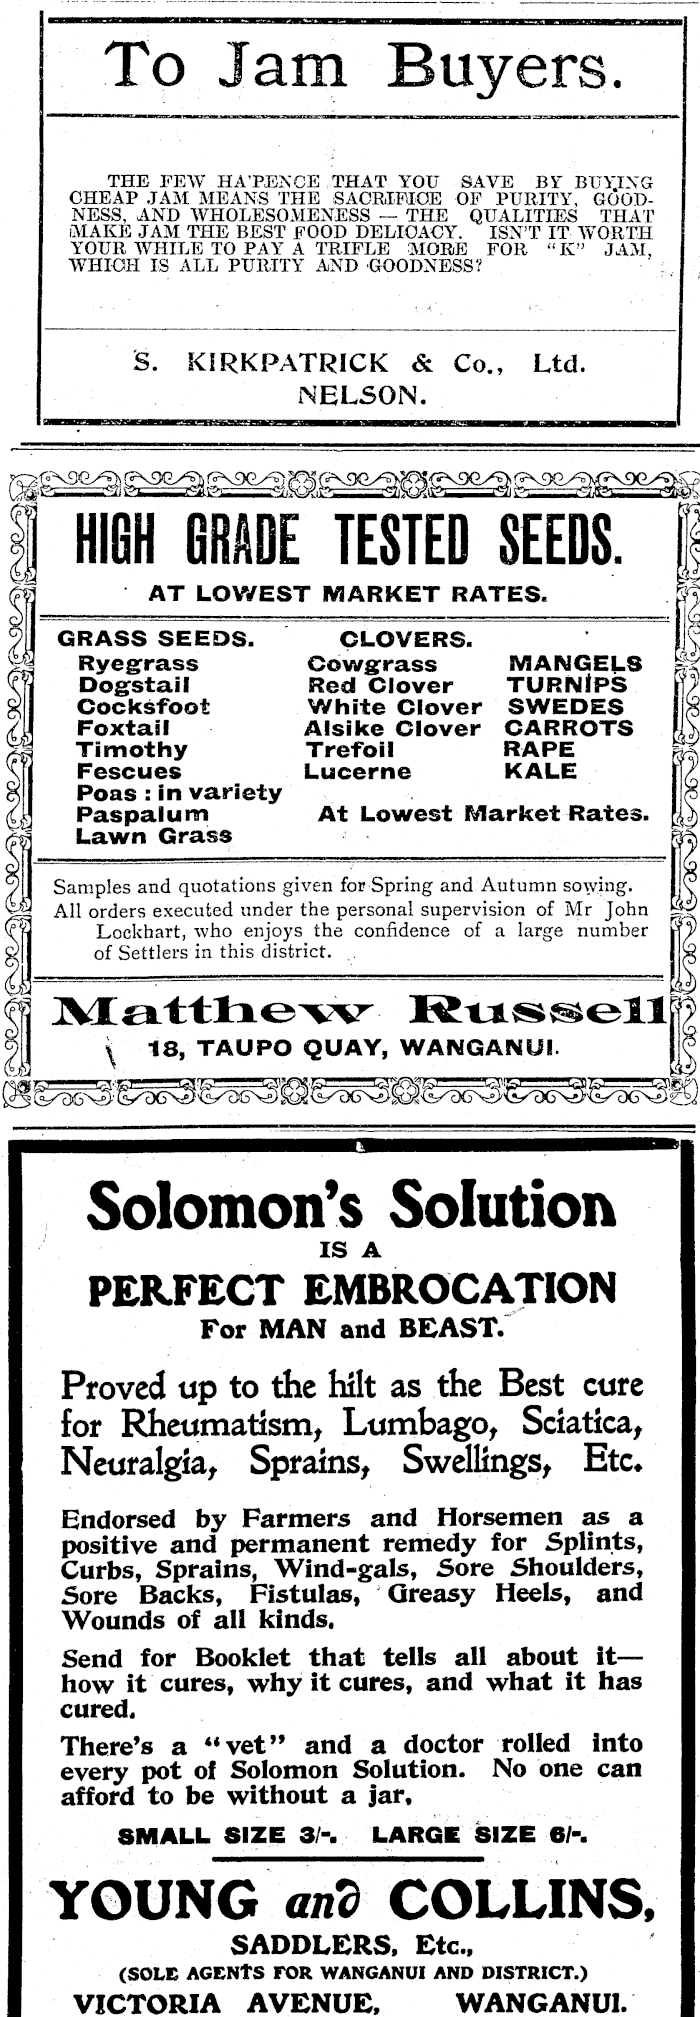 To Jam Buyers.
THE FEW HA'PENCE THAT YOU SAVE BY BUYING
CHEAP JAM MEANS THE SACRIFICE OF PURITY, GOOD-
NESS, AND WHOLESOMENESS — THE QUALITIES THAT
MAKE JAM THE BEST FOOD DELICACY. ISN'T IT WORTH
YOUR WHILE TO PAY A TRIFLE MORE FOR "K" JAM,
WHICH IS ALL PURITY AND GOODNESS?
S. KIRKPATRICK & Co., Ltd.
NELSON.
HIGH GRADE TESTED SEEDS.
AT LOWEST MARKET RATES.
GRASS SEEDS. CLOVERS.
Ryegrass Cowgrass MANGELS
Dogstail Red Clover TURNIPS
Cocksfoot White Clover SWEDES
Foxtail Alsike Clover CARROTS
Timothy Trefoil RAPE
Fescues Lucerne KALE
Poas : in variety
Paspalum At Lowest Market Rates.
Lawn Grass
Samples and quotations given for Spring and Autumn sowing.
All orders executed under the personal supervision of Mr John
Lockhart, who enjoys the confidence of a large number
of Settlers in this district.
Matthew Russell
18, TAUPO QUAY, WANGANUI.
Solomon's Solution
IS A
PERFECT EMBROCATION
For MAN and BEAST.
Proved up to the hilt as the Best cure
for Rheumatism, Lumbago, Sciatica,
Neuralgia, Sprains, Swellings, Etc.
Endorsed by Farmers and Horsemen as a
positive and permanent remedy for Splints,
Curbs, Sprains, Wind-gals, Sore Shoulders,
Sore Backs, Fistulas, Greasy Heels, and
Wounds of all kinds.
Send for Booklet that tells all about it—
how it cures, why it cures, and what it has
cured.
There's a "vet" and a doctor rolled into
every pot of Solomon Solution. No one can
afford to be without a jar.
SMALL SIZE 3/-. LARGE SIZE 6/-.
YOUNG and COLLINS,
SADDLERS, Etc.,
(SOLE AGENTS FOR WANGANUI AND DISTRICT.)
VICTORIA AVENUE, WANGANUI.